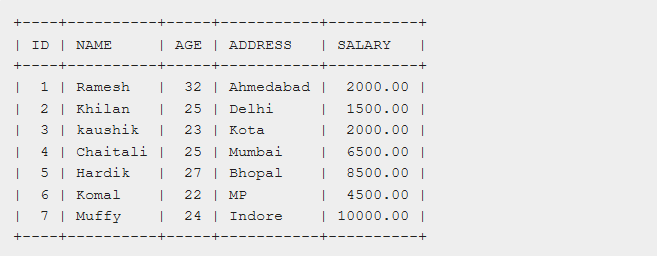 +----+----------+-----+-----------+----------+
| ID | NAME     | AGE | ADDRESS   | SALARY   |
+----+----------+-----+-----------+----------+
|  1 | Ramesh   |  32 | Ahmedabad |  2000.00 |
|  2 | Khilan   |  25 | Delhi     |  1500.00 |
|  3 | kaushik  |  23 | Kota      |  2000.00 |
|  4 | Chaitali |  25 | Mumbai    |  6500.00 |
|  5 | Hardik   |  27 | Bhopal    |  8500.00 |
|  6 | Komal    |  22 | MP        |  4500.00 |
|  7 | Muffy    |  24 | Indore    | 10000.00 |
+----+----------+-----+-----------+----------+